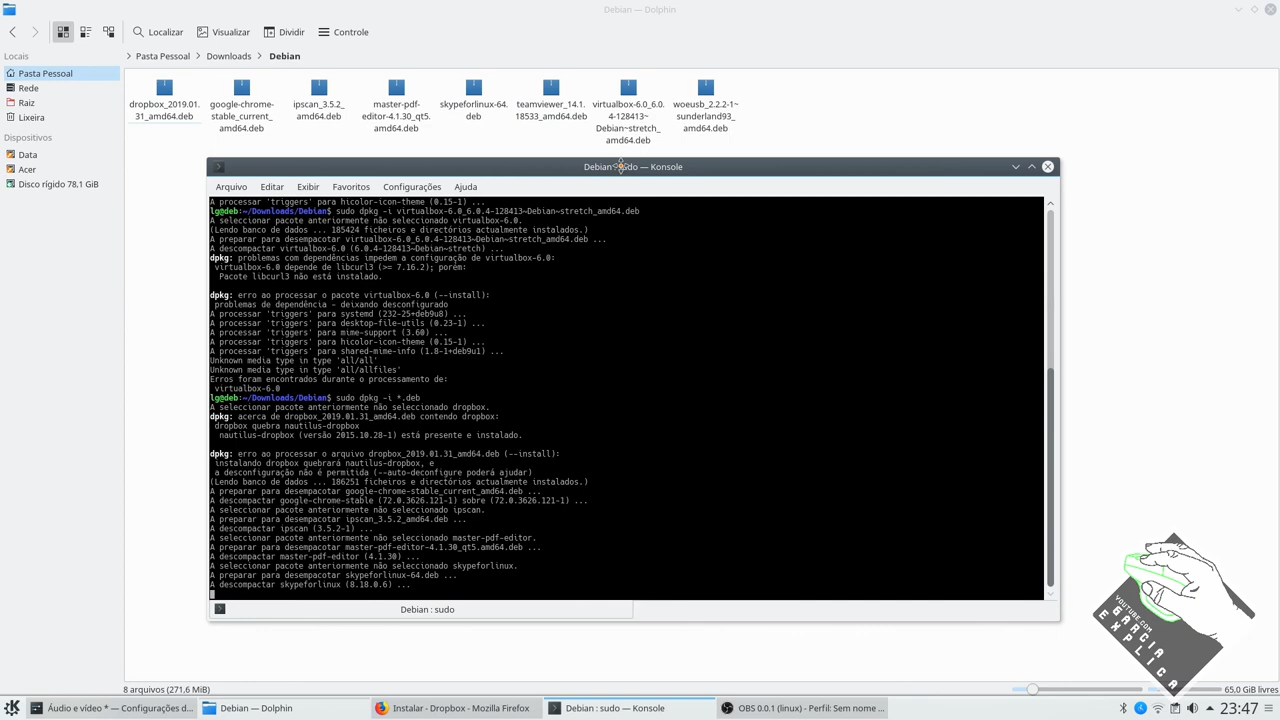 Debian — Dolphin
Localizar
Visualizar
Dividir
Controle
Locais
Pasta Pessoal
Rede
Raiz
Lixeira
Dispositivos
Data
Acer
Disco rígido 78,1 GiB
Pasta Pessoal
Downloads
Debian
dropbox_2019.01.
31_amd64.deb
google-chrome-
stable_current_
amd64.deb
ipscan_3.5.2_
amd64.deb
master-pdf-
editor-4.1.30_qt5.
amd64.deb
skypeforlinux-64.
deb
teamviewer_14.1.
18533_amd64.deb
virtualbox-6.0_6.0.
4-128413~
Debian~stretch_
amd64.deb
woeusb_2.2.2-1~
sunderland93_
amd64.deb
Debian : sudo — Konsole
Arquivo Editar Exibir Favoritos Configurações Ajuda
A processar 'triggers' para hicolor-icon-theme (0.15-1) ...
lg@deb:~/Downloads/Debian$ sudo dpkg -i virtualbox-6.0_6.0.4-128413~Debian~stretch_amd64.deb
A seleccionar pacote anteriormente não seleccionado virtualbox-6.0.
(Lendo banco de dados ... 185424 ficheiros e directórios actualmente instalados.)
A preparar para desempacotar virtualbox-6.0_6.0.4-128413~Debian~stretch_amd64.deb ...
A descompactar virtualbox-6.0 (6.0.4-128413~Debian~stretch) ...
dpkg: problemas com dependências impedem a configuração de virtualbox-6.0:
virtualbox-6.0 depende de libcurl3 (>= 7.16.2); porém:
Pacote libcurl3 não está instalado.
dpkg: erro ao processar o pacote virtualbox-6.0 (--install):
problemas de dependência - deixando desconfigurado
A processar 'triggers' para systemd (232-25+deb9u8) ...
A processar 'triggers' para desktop-file-utils (0.23-1) ...
A processar 'triggers' para mime-support (3.60) ...
A processar 'triggers' para hicolor-icon-theme (0.15-1) ...
A processar 'triggers' para shared-mime-info (1.8-1+deb9u1) ...
Unknown media type in type 'all/all'
Unknown media type in type 'all/allfiles'
Erros foram encontrados durante o processamento de:
virtualbox-6.0
lg@deb:~/Downloads/Debian$ sudo dpkg -i *.deb
A seleccionar pacote anteriormente não seleccionado dropbox.
dpkg: acerca de dropbox_2019.01.31_amd64.deb contendo dropbox:
dropbox quebra nautilus-dropbox
nautilus-dropbox (versão 2015.10.28-1) está presente e instalado.
dpkg: erro ao processar o arquivo dropbox_2019.01.31_amd64.deb (--install):
instalando dropbox quebrará nautilus-dropbox, e
a desconfiguração não é permitida (--auto-deconfigure poderá ajudar)
(Lendo banco de dados ... 186251 ficheiros e directórios actualmente instalados.)
A preparar para desempacotar google-chrome-stable_current_amd64.deb ...
A descompactar google-chrome-stable (72.0.3626.121-1) sobre (72.0.3626.121-1) ...
A seleccionar pacote anteriormente não seleccionado ipscan.
A preparar para desempacotar ipscan_3.5.2_amd64.deb ...
A descompactar ipscan (3.5.2-1) ...
A seleccionar pacote anteriormente não seleccionado master-pdf-editor.
A preparar para desempacotar master-pdf-editor-4.1.30_qt5.amd64.deb ...
A descompactar master-pdf-editor (4.1.30) ...
A seleccionar pacote anteriormente não seleccionado skypeforlinux.
A preparar para desempacotar skypeforlinux-64.deb ...
A descompactar skypeforlinux (8.18.0.6) ...
Debian : sudo
YOUTUBE.COM
EGARCIA
EXPLICA
8 arquivos (271,6 MiB)
65,0 GiB livres
Áudio e vídeo * — Configurações d...
Debian — Dolphin
Instalar - Dropbox - Mozilla Firefox
Debian : sudo — Konsole
OBS 0.0.1 (linux) - Perfil: Sem nome ...
23:47